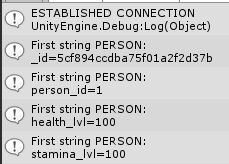 ESTABLISHED CONNECTION
UnityEngine.Debug:Log(Object)
First string PERSON:
_id=5cf894ccdba75f01a2f2d37b
First string PERSON:
person_id=1
First string PERSON:
health_lvl=100
First string PERSON:
stamina_lvl=100